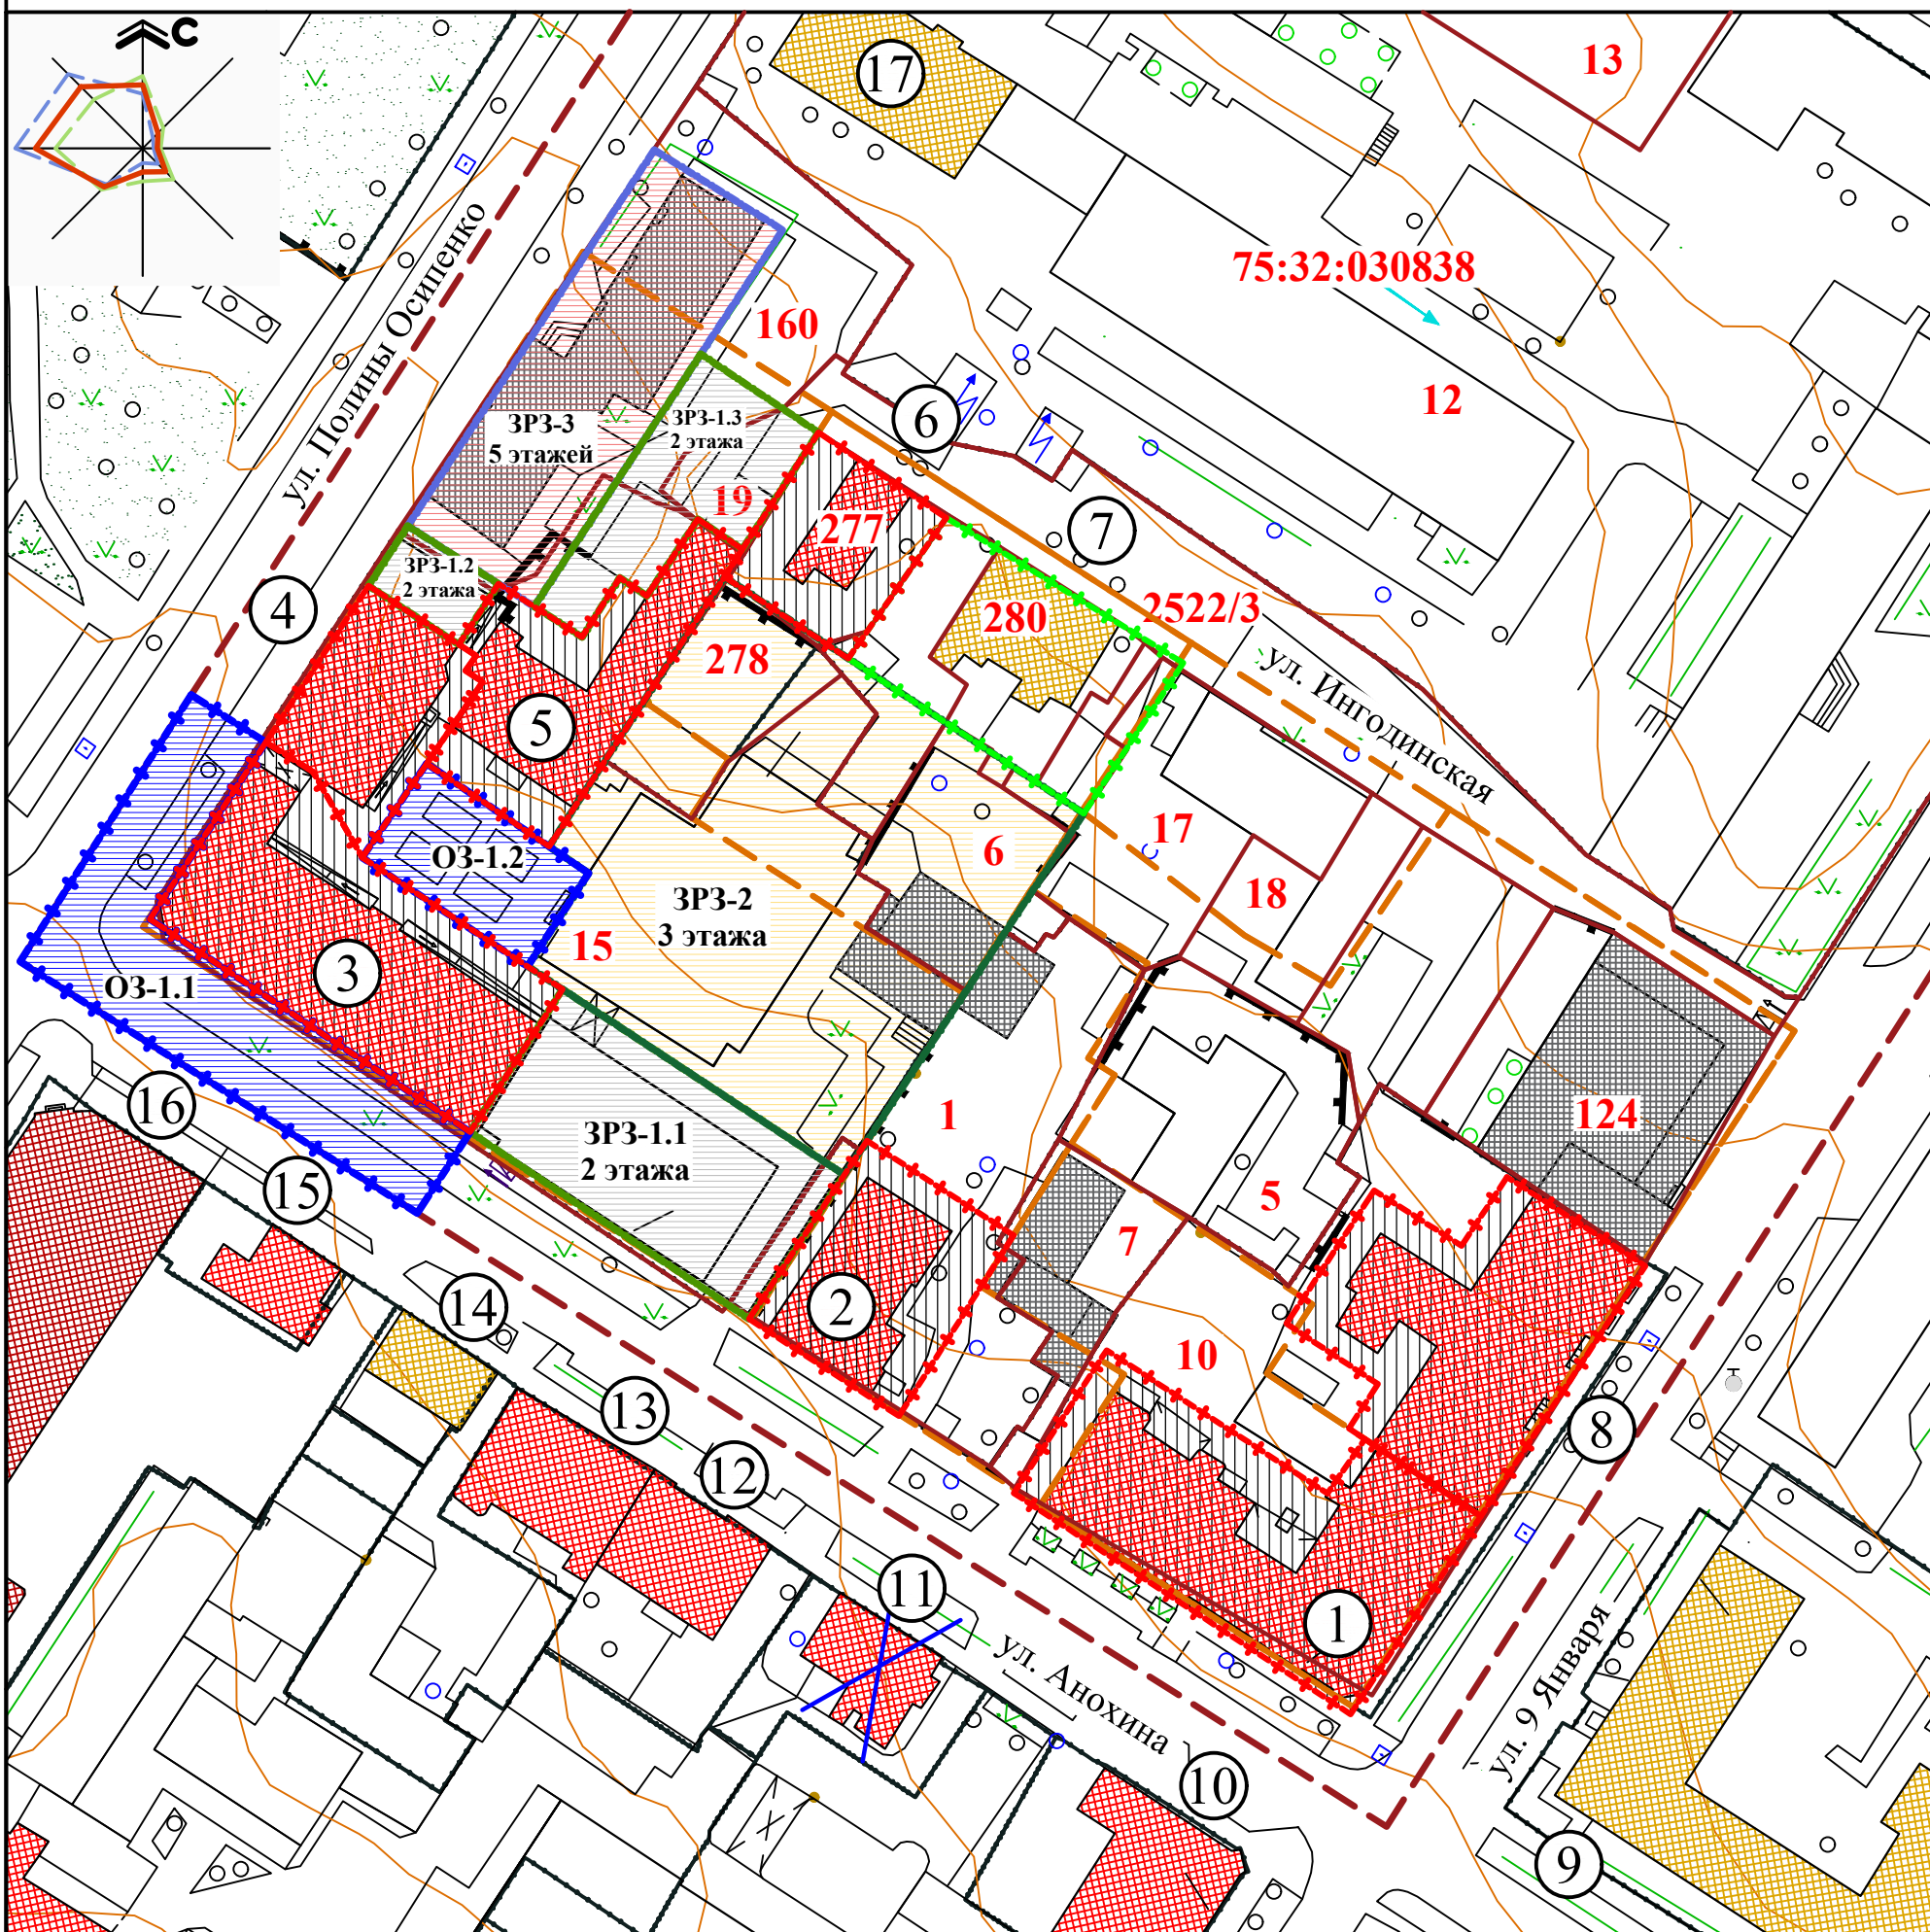 С
17
13
ул. Полины Осипенко
75:32:030838
160
12
6
ЗРЗ-3
5 этажей
ЗРЗ-1.3
2 этажа
19
277
7
ЗРЗ-1.2
2 этажа
4
280
2522/3
278
ул. Ингодинская
5
17
6
ОЗ-1.2
18
ЗРЗ-2
3 этажа
15
3
ОЗ-1.1
16
1
124
ЗРЗ-1.1
2 этажа
15
5
7
14
2
10
13
8
12
11
1
ул. Анохина
ул. 9 Января
10
9